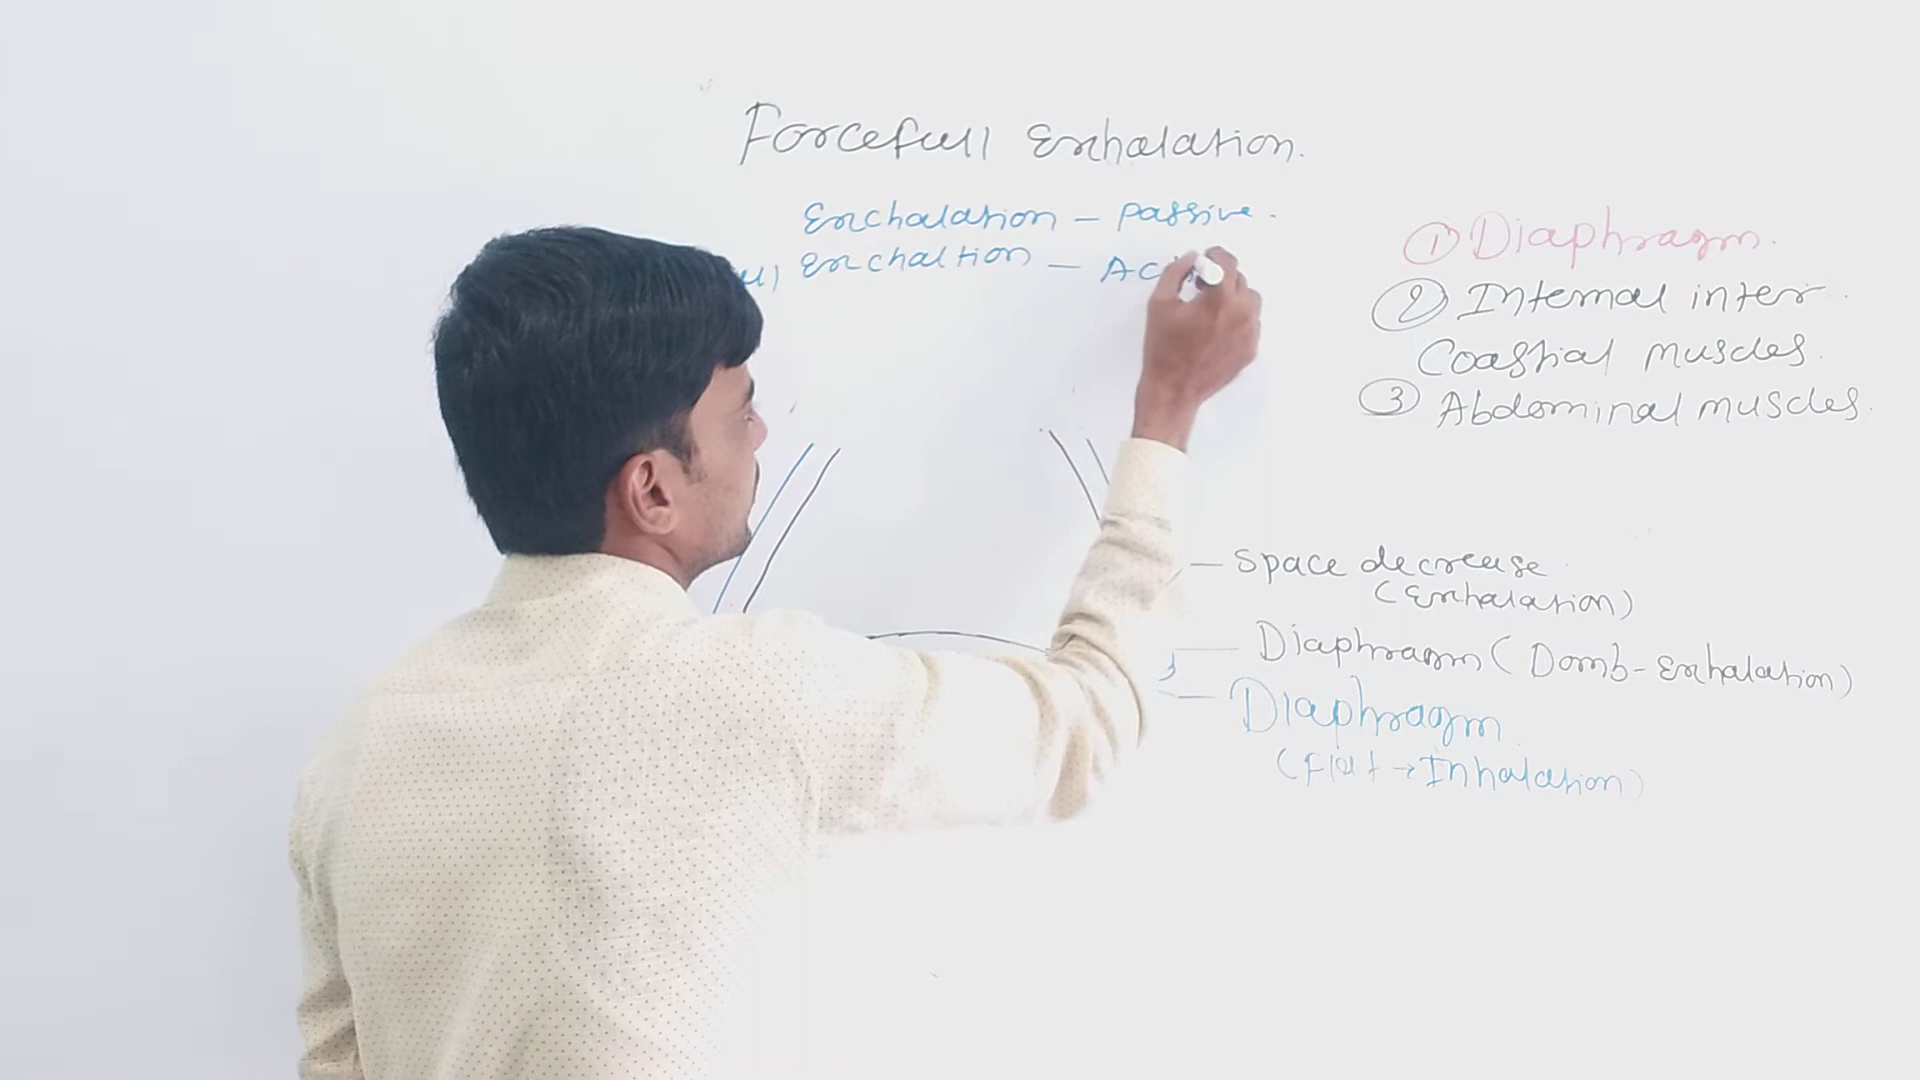 Forcefull Exhalation.
Exchalation - Passive.
Exchaltion -
① Diaphragm.
② Internal inter
Coastial muscles.
③ Abdominal muscles.
- Space decrease
(Exhalation)
Diaphragm (Domb-Exhalation)
Diaphragm
(Flat → Inhalation)